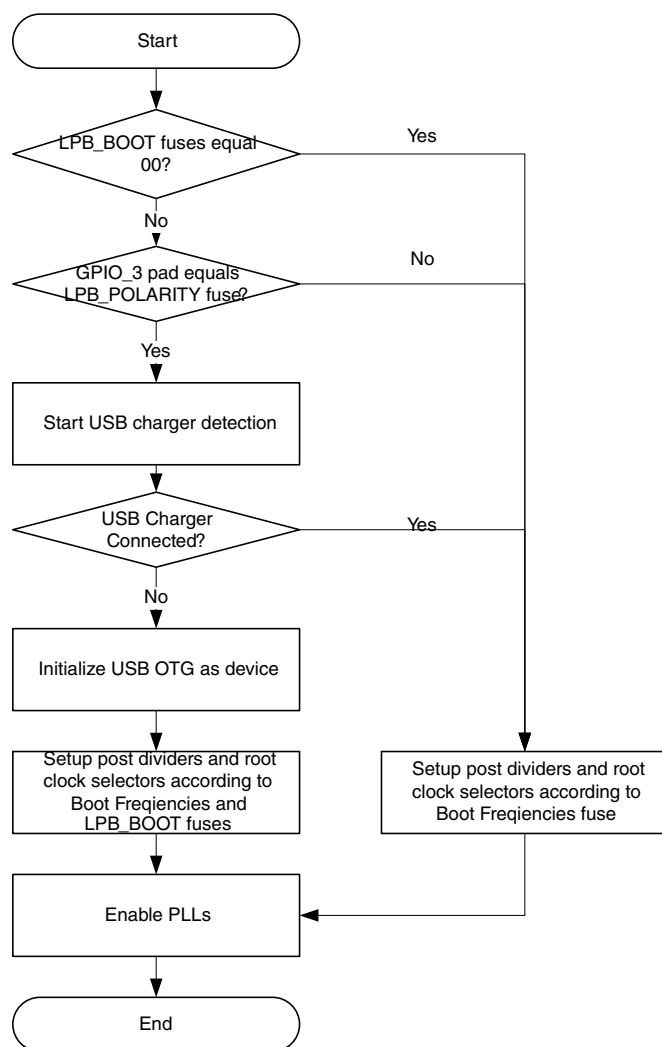 Start
LPB_BOOT fuses equal
00?
Yes
No
GPIO_3 pad equals
LPB_POLARITY fuse?
No
Yes
Start USB charger detection
USB Charger
Connected?
Yes
No
Initialize USB OTG as device
Setup post dividers and root
clock selectors according to
Boot Freqiencies and
LPB_BOOT fuses
Setup post dividers and root
clock selectors according to
Boot Freqiencies fuse
Enable PLLs
End